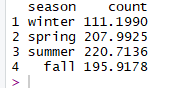 season count
1 winter 111.1990
2 spring 207.9925
3 summer 220.7136
4 fall 195.9178
>